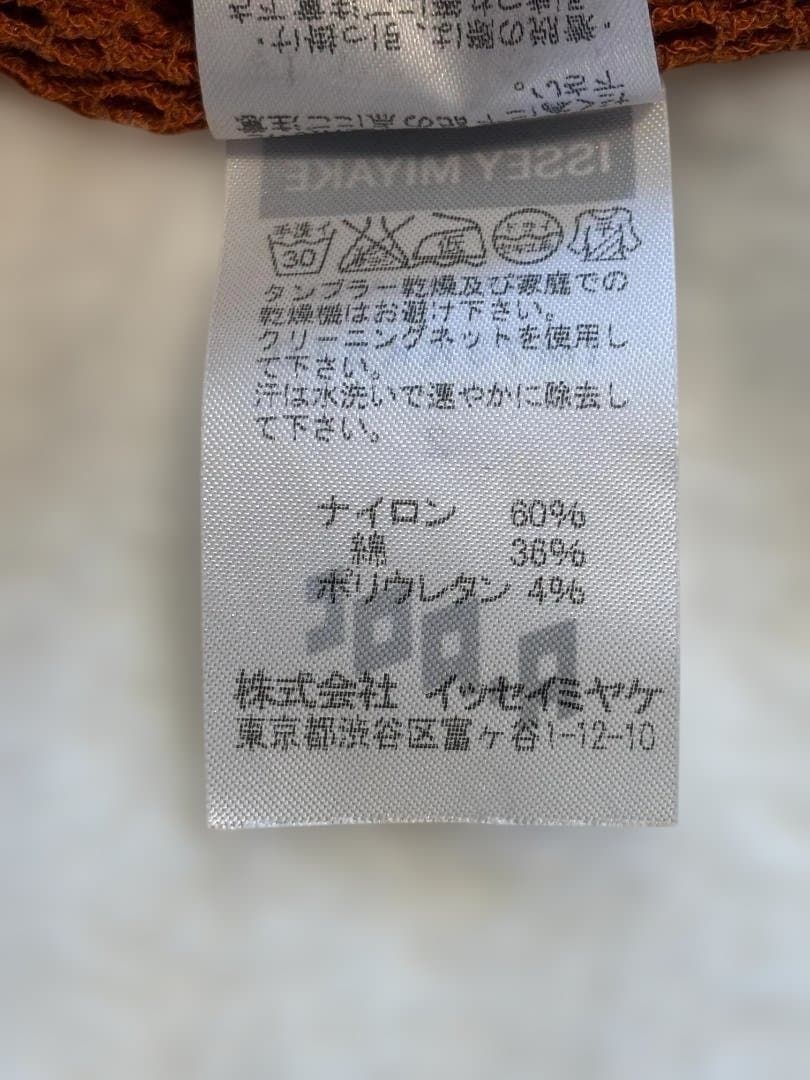 ISSEY MIYAKE
手洗イ
30
低
平
タンブラー乾燥及び家庭での
乾燥機はお避け下さい。
クリーニングネットを使用し
て下さい。
汗は水洗いで速やかに除去し
て下さい。
ナイロン 60%
綿 36%
ポリウレタン 4%
株式会社 イッセイミヤケ
東京都渋谷区富ヶ谷1-12-10